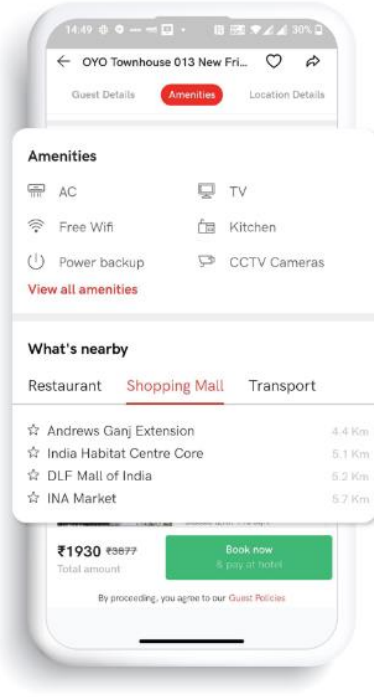 14:49 30%
OYO Townhouse 013 New Fri...
Guest Details Amenities Location Details
Amenities
AC TV
Free Wifi Kitchen
Power backup CCTV Cameras
View all amenities
What's nearby
Restaurant Shopping Mall Transport
Andrews Ganj Extension 4.4 Km
India Habitat Centre Core 5.1 Km
DLF Mall of India 5.2 Km
INA Market 5.7 Km
₹1930 ₹3877 Book now
Total amount & pay at hotel
By proceeding, you agree to our Guest Policies